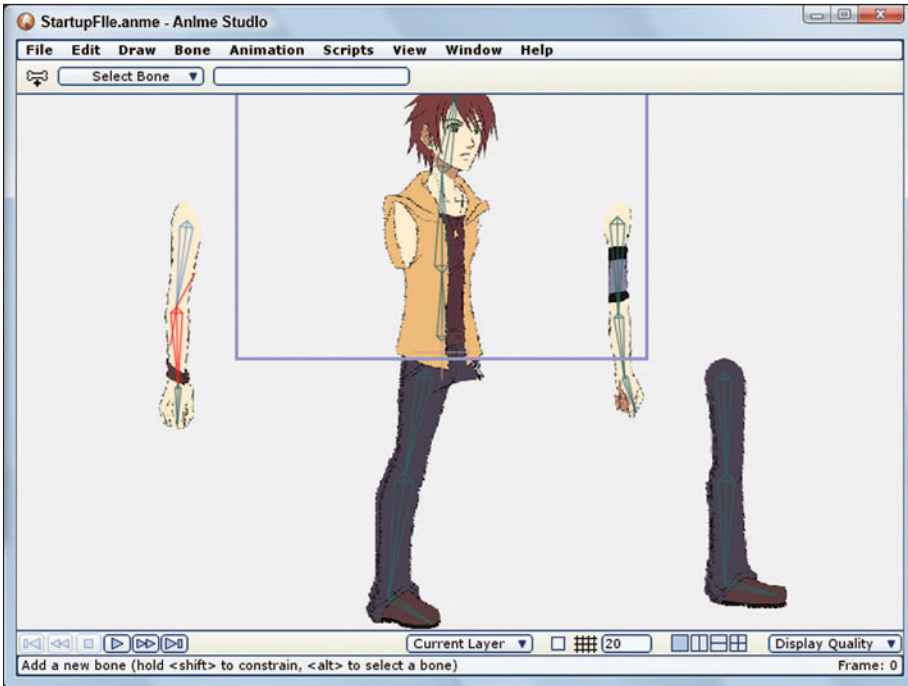 StartupFIle.anme - AnIme StudIo
File Edit Draw Bone Animation Scripts View Window Help
Select Bone
Current Layer 20 Display Quality
Add a new bone (hold <shift> to constrain, <alt> to select a bone) Frame: 0